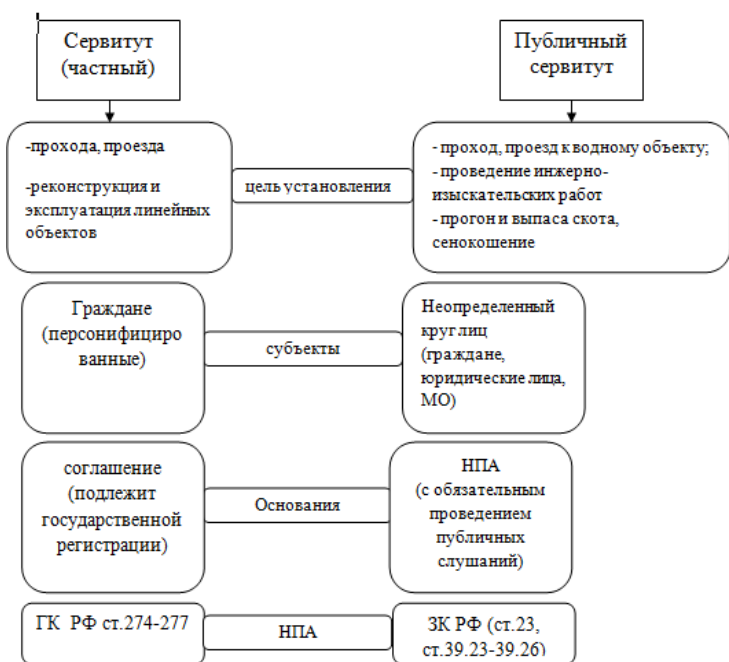 Сервитут
(частный)
Публичный
сервитут
-прохода, проезда
-реконструкция и
эксплуатация линейных
объектов
цель установления
- проход, проезд к водному объекту;
- проведение инжерно-
изыскательских работ
- прогон и выпаса скота,
сенокошение
Граждане
(персонифициро
ванные)
субъекты
Неопределенный
круг лиц
(граждане,
юридические лица,
МО)
соглашение
(подлежит
государственной
регистрации)
Основания
НПА
(с обязательным
проведением
публичных
слушаний)
ГК РФ ст.274-277
НПА
ЗК РФ (ст.23,
ст.39.23-39.26)